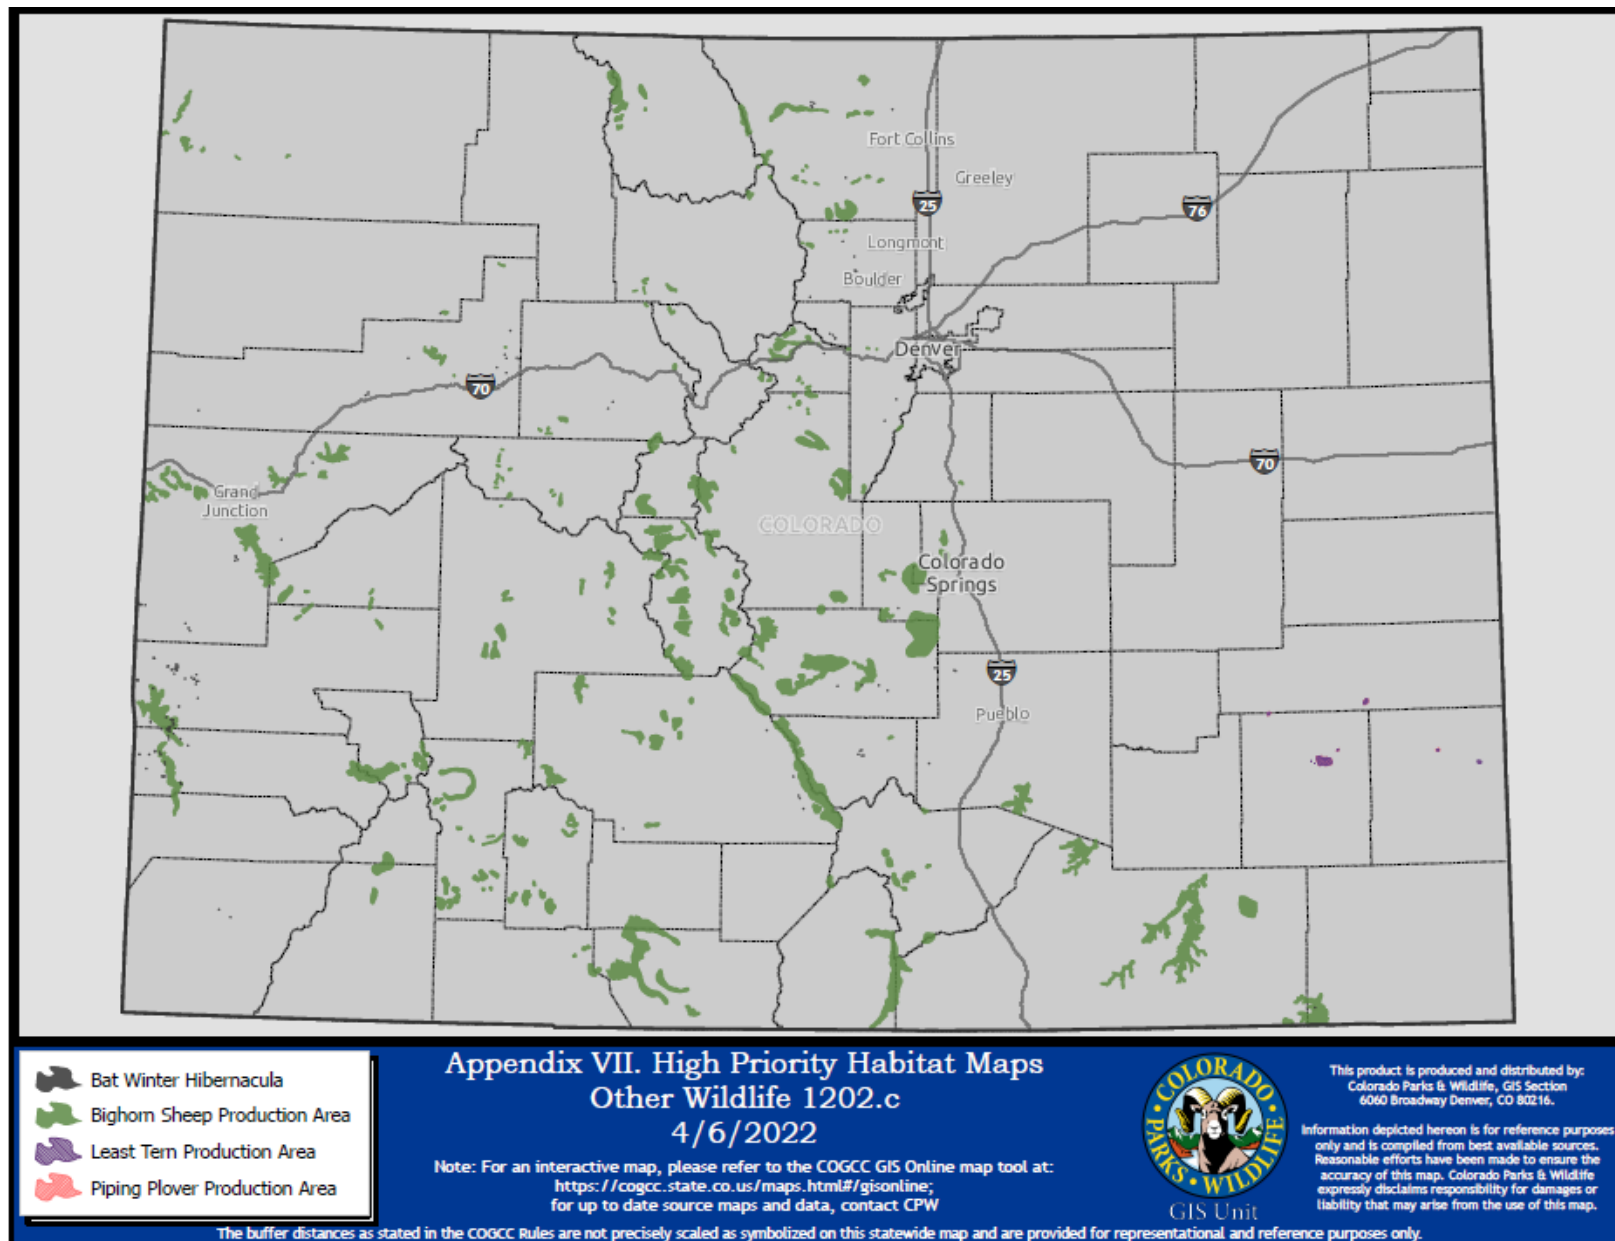 Fort Collins
Greeley
25
76
Longmont
Boulder
Denver
70
70
Grand
Junction
COLORADO
Colorado
Springs
25
Pueblo
Bat Winter Hibernacula
Bighorn Sheep Production Area
Least Tern Production Area
Piping Plover Production Area
Appendix VII. High Priority Habitat Maps
Other Wildlife 1202.c
4/6/2022
Note: For an interactive map, please refer to the COGCC GIS Online map tool at:
https://cogcc.state.co.us/maps.html#/gisonline;
for up to date source maps and data, contact CPW
COLORADO
PARKS • WILDLIFE
GIS Unit
This product is produced and distributed by:
Colorado Parks & Wildlife, GIS Section
6060 Broadway Denver, CO 80216.
Information depicted hereon is for reference purposes
only and is compiled from best available sources.
Reasonable efforts have been made to ensure the
accuracy of this map. Colorado Parks & Wildlife
expressly disclaims responsibility for damages or
liability that may arise from the use of this map.
The buffer distances as stated in the COGCC Rules are not precisely scaled as symbolized on this statewide map and are provided for representational and reference purposes only.